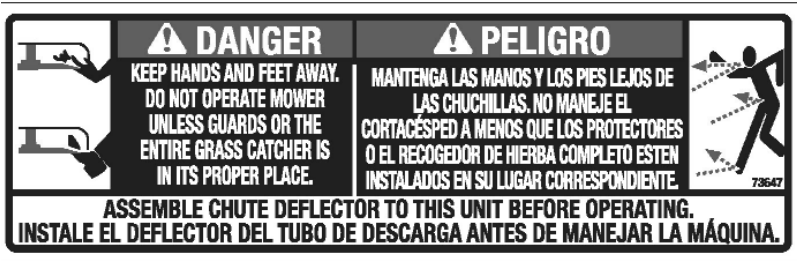 DANGER
KEEP HANDS AND FEET AWAY.
DO NOT OPERATE MOWER
UNLESS GUARDS OR THE
ENTIRE GRASS CATCHER IS
IN ITS PROPER PLACE.
PELIGRO
MANTENGA LAS MANOS Y LOS PIES LEJOS DE
LAS CHUCHILLAS. NO MANEJE EL
CORTACÉSPED A MENOS QUE LOS PROTECTORES
O EL RECOGEDOR DE HIERBA COMPLETO ESTEN
INSTALADOS EN SU LUGAR CORRESPONDIENTE.
73647
ASSEMBLE CHUTE DEFLECTOR TO THIS UNIT BEFORE OPERATING.
INSTALE EL DEFLECTOR DEL TUBO DE DESCARGA ANTES DE MANEJAR LA MÁQUINA.